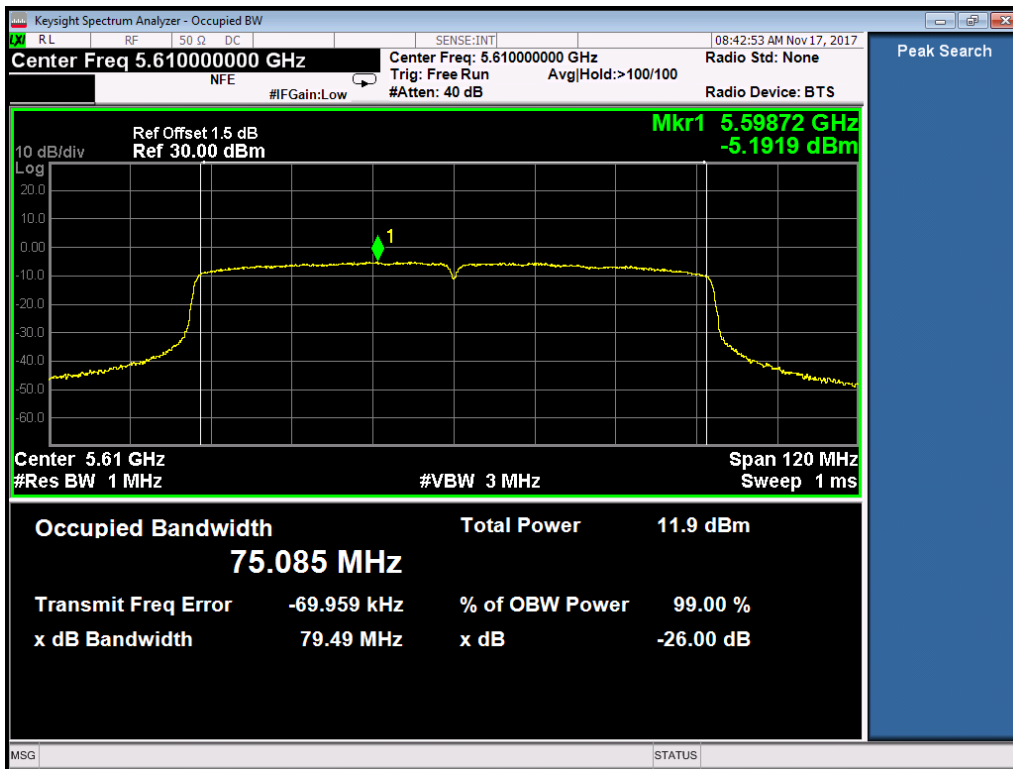 Keysight Spectrum Analyzer - Occupied BW
LXI RL RF 50 Ω DC SENSE:INT 08:42:53 AM Nov 17, 2017
Center Freq 5.610000000 GHz
NFE
#IFGain:Low
Center Freq: 5.610000000 GHz
Trig: Free Run Avg|Hold:>100/100
#Atten: 40 dB
Radio Std: None
Radio Device: BTS
Peak Search
Mkr1 5.59872 GHz
-5.1919 dBm
Ref Offset 1.5 dB
10 dB/div Ref 30.00 dBm
Log
20.0
10.0
1
0.00
-10.0
-20.0
-30.0
-40.0
-50.0
-60.0
Center 5.61 GHz Span 120 MHz
#Res BW 1 MHz #VBW 3 MHz Sweep 1 ms
Occupied Bandwidth Total Power 11.9 dBm
75.085 MHz
Transmit Freq Error -69.959 kHz % of OBW Power 99.00 %
x dB Bandwidth 79.49 MHz x dB -26.00 dB
MSG STATUS